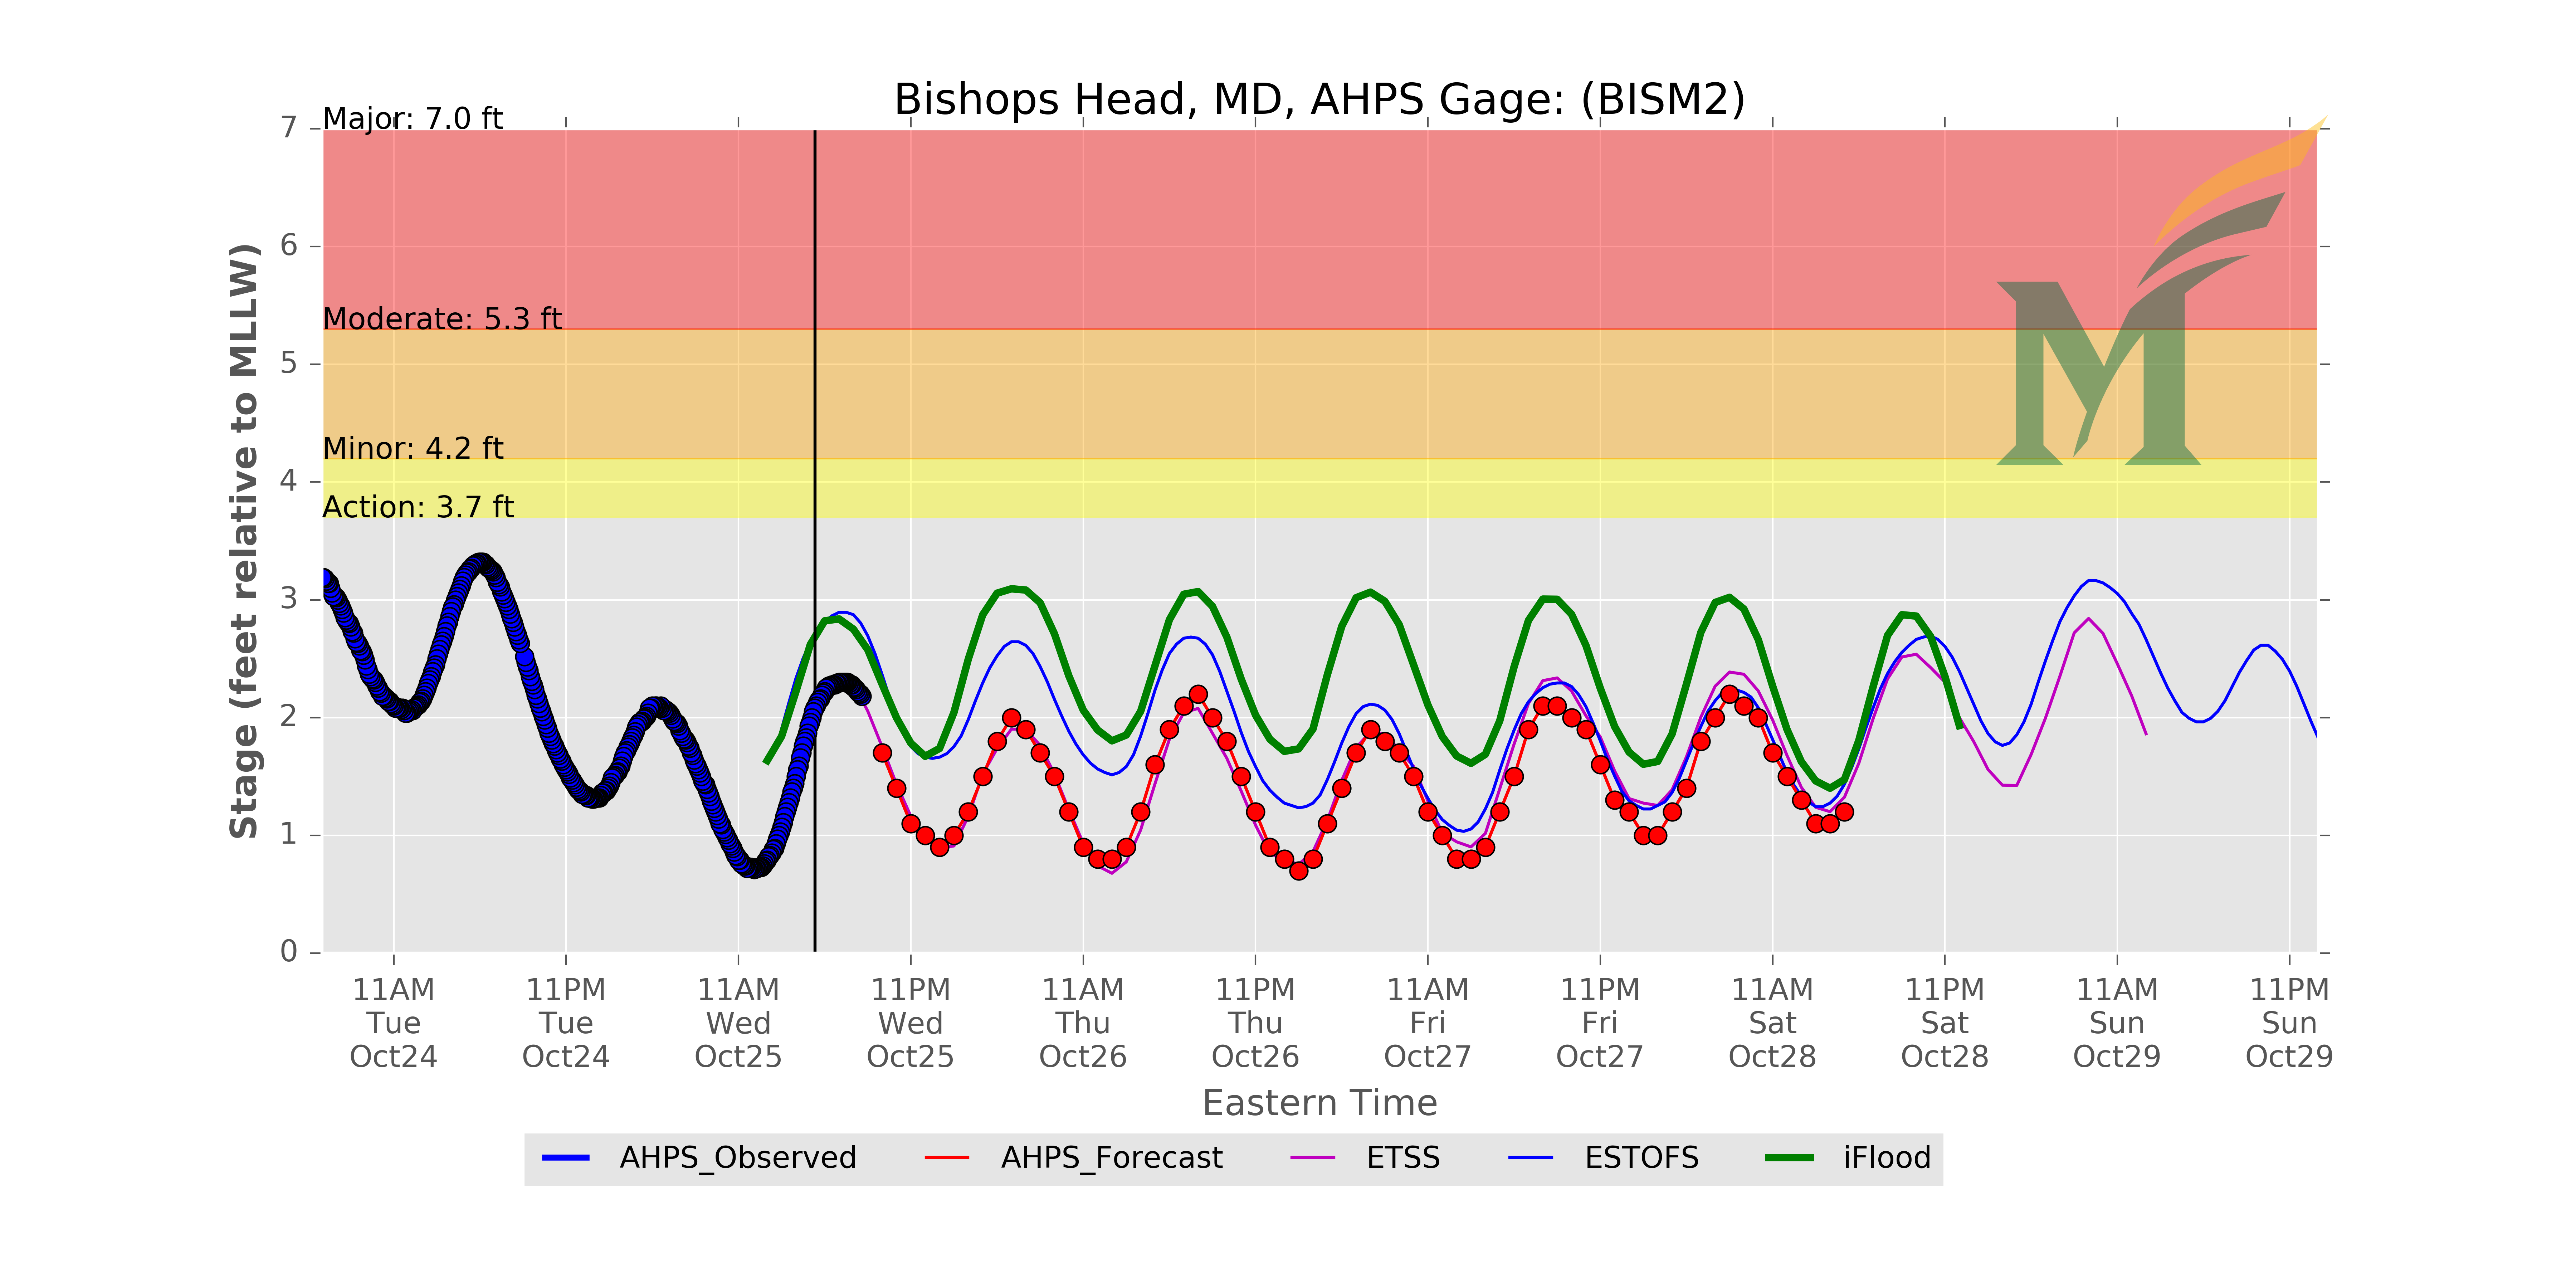 Bishops Head, MD, AHPS Gage: (BISM2)
Major: 7.0 ft
Moderate: 5.3 ft
Minor: 4.2 ft
Action: 3.7 ft
7
6
5
4
3
2
1
0
Stage (feet relative to MLLW)
M
11AM 11PM 11AM 11PM 11AM 11PM 11AM 11PM 11AM 11PM 11AM 11PM
Tue Tue Wed Wed Thu Thu Fri Fri Sat Sat Sun Sun
Oct24 Oct24 Oct25 Oct25 Oct26 Oct26 Oct27 Oct27 Oct28 Oct28 Oct29 Oct29
Eastern Time
AHPS_Observed AHPS_Forecast ETSS ESTOFS iFlood